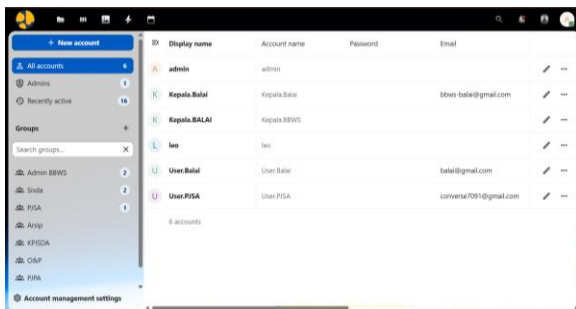 + New account
All accounts 6
Admins 1
Recently active 16
Groups +
Search groups...
Admin BBWS 2
Sisda 2
PJSA 1
Arsip
KPISDA
O&P
PJPA
Account management settings
Display name Account name Password Email
A admin admin
K Kepala.Balai Kepala.Balai bbws-balai@gmail.com
K Kepala.BALAI Kepala.BBWS
L leo leo
U User.Balai User.Balai balai@gmail.com
U User.PJSA User.PJSA converse7091@gmail.com
6 accounts